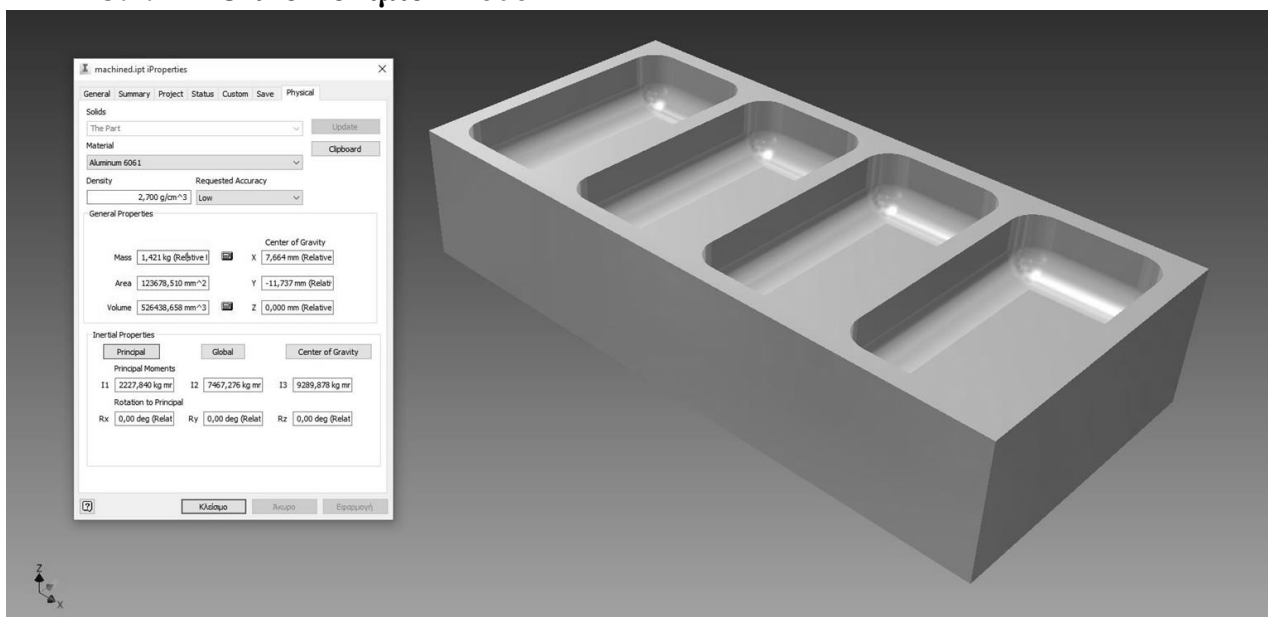 machined.ipt iProperties
General Summary Project Status Custom Save Physical
Solids
The Part Update
Material Clipboard
Aluminum 6061
Density Requested Accuracy
2,700 g/cm^3 Low
General Properties
Center of Gravity
Mass 1,421 kg (Relative X 7,664 mm (Relative
Area 123678,510 mm^2 Y -11,737 mm (Relati
Volume 526438,658 mm^3 Z 0,000 mm (Relative
Inertial Properties
Principal Global Center of Gravity
Principal Moments
I1 2227,840 kg mr I2 7467,276 kg mr I3 9289,878 kg mr
Rotation to Principal
Rx 0,00 deg (Relat Ry 0,00 deg (Relat Rz 0,00 deg (Relat
Κλείσιμο Άκυρο Εφαρμογή
Z
X